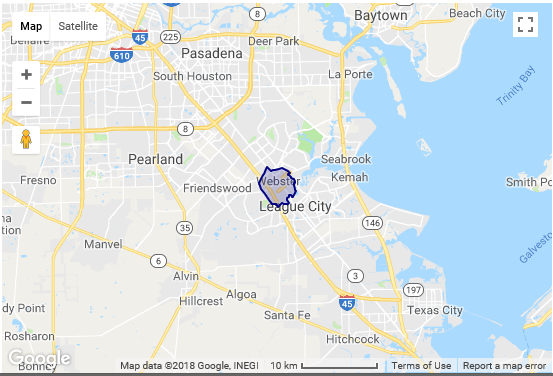 Baytown
Beach City
8
Map
Satellite
Bellaire
45
225
Deer Park
Pasadena
610
South Houston
La Porte
Trinity Bay
+
−
8
Pearland
Seabrook
Webster
Kemah
Smith Po
Fresno
Friendswood
League City
146
35
Manvel
Galvesto
6
3
Alvin
197
Hillcrest
Algoa
45
Texas City
dy Point
Santa Fe
Rosharon
Hitchcock
Google
Bonney
Map data ©2018 Google, INEGI
10 km
Terms of Use
Report a map error